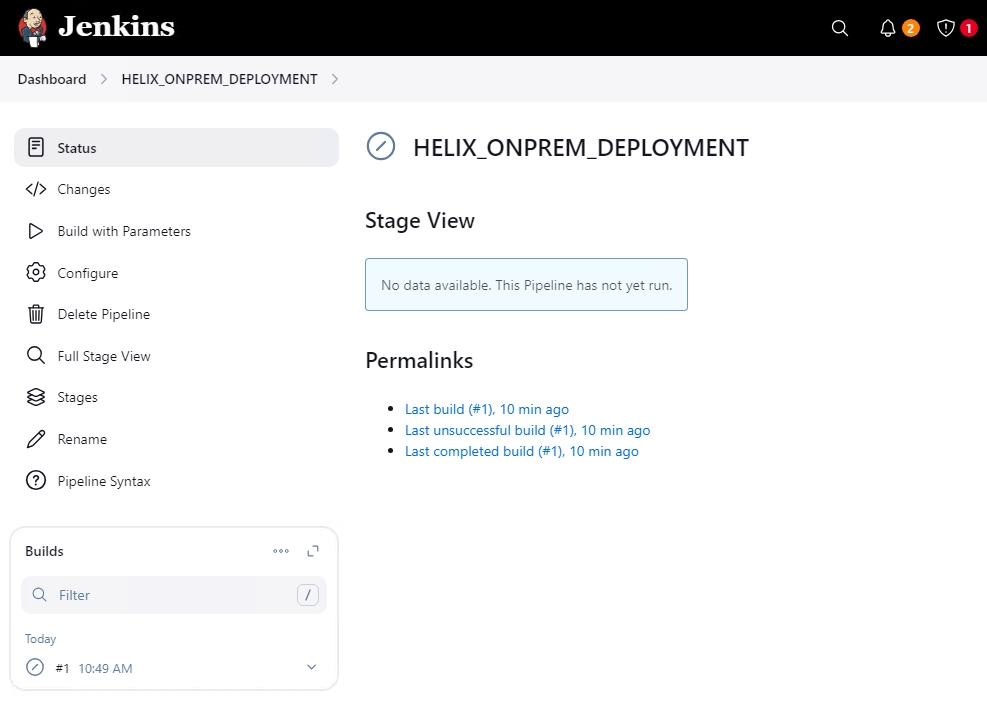 Jenkins
2
1
Dashboard
HELIX_ONPREM_DEPLOYMENT
Status
Changes
Build with Parameters
Configure
Delete Pipeline
Full Stage View
Stages
Rename
Pipeline Syntax
Builds
Filter
/
Today
#1 10:49 AM
HELIX_ONPREM_DEPLOYMENT
Stage View
No data available. This Pipeline has not yet run.
Permalinks
Last build (#1), 10 min ago
Last unsuccessful build (#1), 10 min ago
Last completed build (#1), 10 min ago